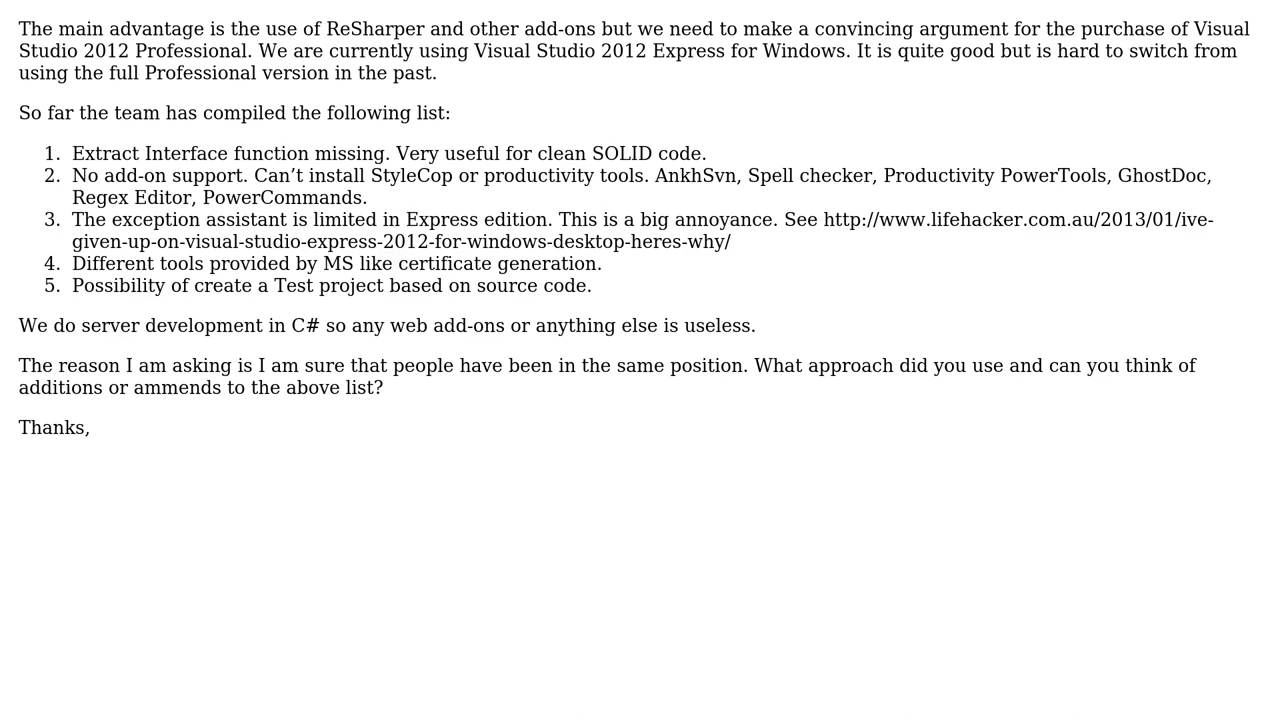 The main advantage is the use of ReSharper and other add-ons but we need to make a convincing argument for the purchase of Visual
Studio 2012 Professional. We are currently using Visual Studio 2012 Express for Windows. It is quite good but is hard to switch from
using the full Professional version in the past.
So far the team has compiled the following list:
1. Extract Interface function missing. Very useful for clean SOLID code.
2. No add-on support. Can’t install StyleCop or productivity tools. AnkhSvn, Spell checker, Productivity PowerTools, GhostDoc,
Regex Editor, PowerCommands.
3. The exception assistant is limited in Express edition. This is a big annoyance. See http://www.lifehacker.com.au/2013/01/ive-
given-up-on-visual-studio-express-2012-for-windows-desktop-heres-why/
4. Different tools provided by MS like certificate generation.
5. Possibility of create a Test project based on source code.
We do server development in C# so any web add-ons or anything else is useless.
The reason I am asking is I am sure that people have been in the same position. What approach did you use and can you think of
additions or ammends to the above list?
Thanks,